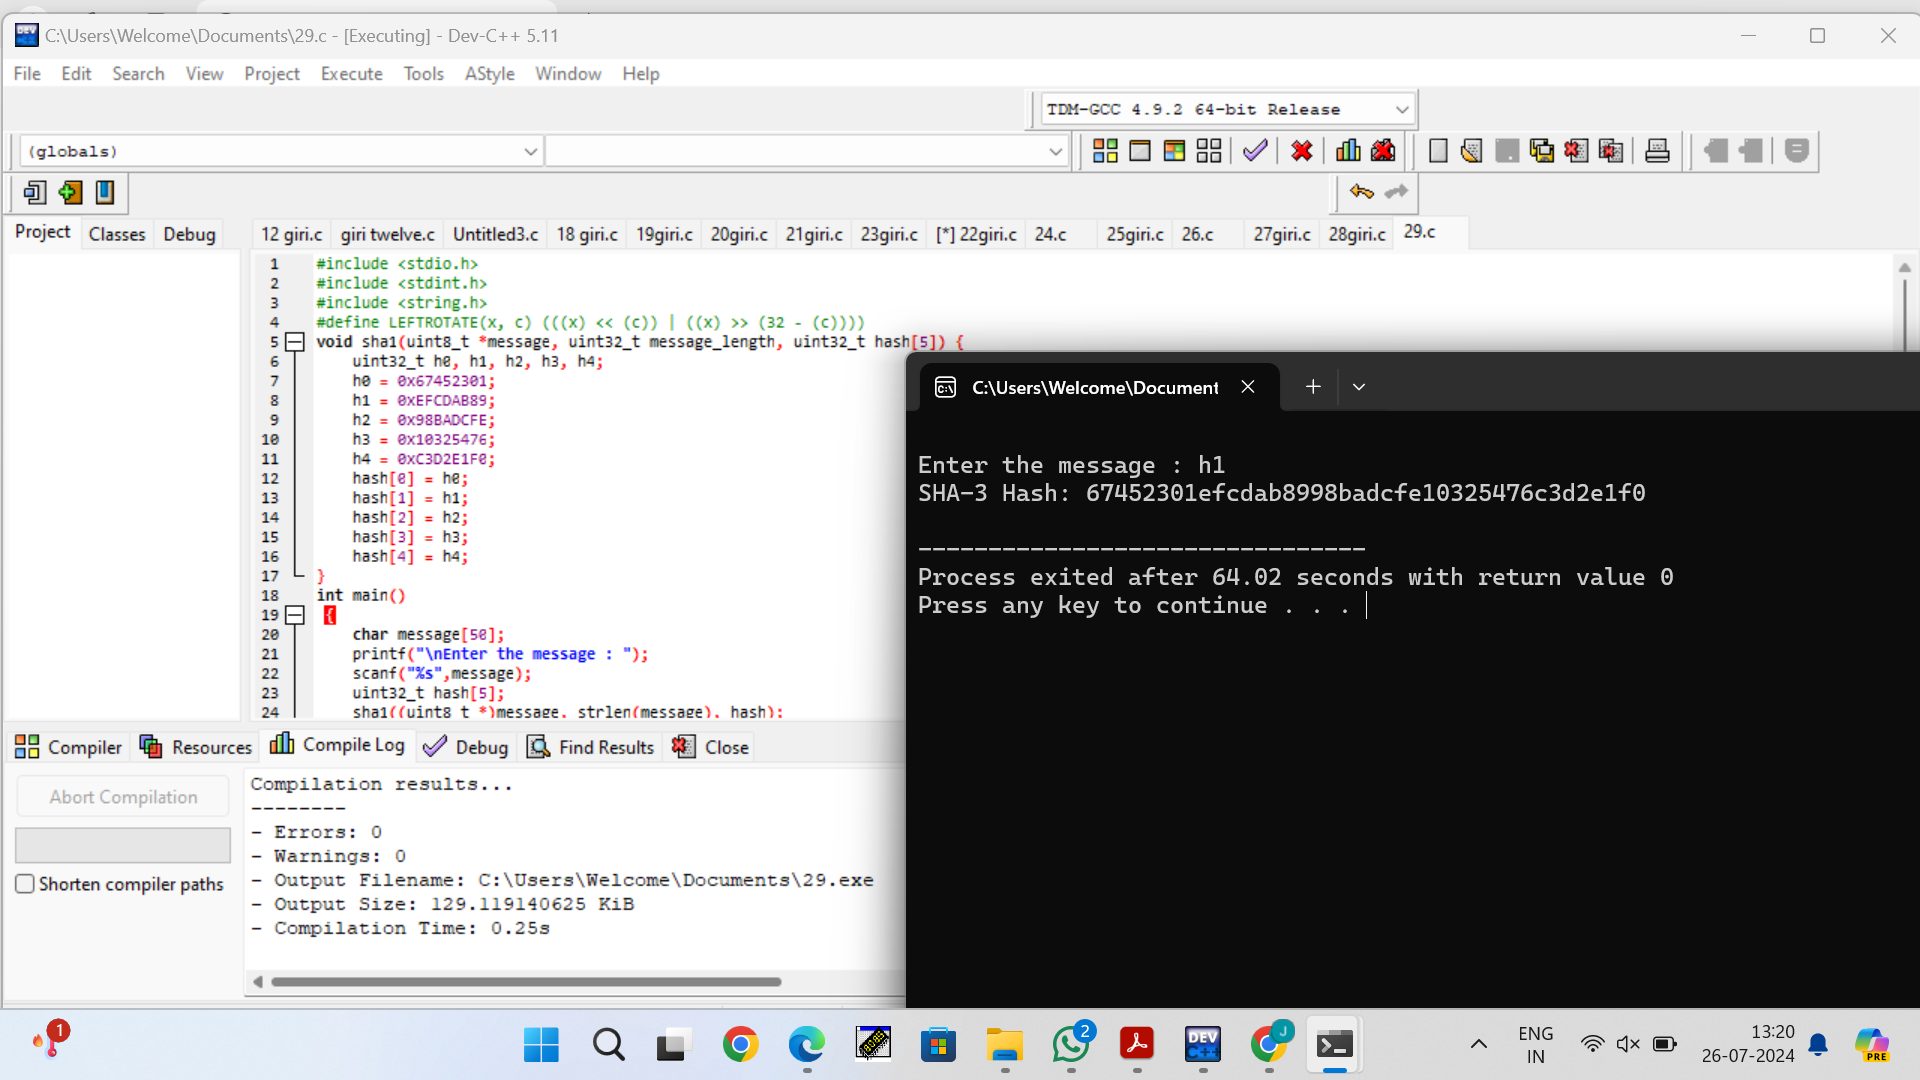 C:\Users\Welcome\Documents\29.c - [Executing] - Dev-C++ 5.11
File Edit Search View Project Execute Tools AStyle Window Help
TDM-GCC 4.9.2 64-bit Release
(globals)
Project Classes Debug
12 giri.c giri twelve.c Untitled3.c 18 giri.c 19giri.c 20giri.c 21giri.c 23giri.c [*] 22giri.c 24.c 25giri.c 26.c 27giri.c 28giri.c 29.c
1 #include <stdio.h>
2 #include <stdint.h>
3 #include <string.h>
4 #define LEFTROTATE(x, c) (((x) << (c)) | ((x) >> (32 - (c))))
5 void sha1(uint8_t *message, uint32_t message_length, uint32_t hash[5]) {
6 uint32_t h0, h1, h2, h3, h4;
7 h0 = 0x67452301;
8 h1 = 0xEFCDAB89;
9 h2 = 0x98BADCFE;
10 h3 = 0x10325476;
11 h4 = 0xC3D2E1F0;
12 hash[0] = h0;
13 hash[1] = h1;
14 hash[2] = h2;
15 hash[3] = h3;
16 hash[4] = h4;
17 }
18 int main()
19 {
20 char message[50];
21 printf("\nEnter the message : ");
22 scanf("%s",message);
23 uint32_t hash[5];
24 sha1((uint8_t *)message, strlen(message), hash);
C:\Users\Welcome\Document
Enter the message : h1
SHA-3 Hash: 67452301efcdab8998badcfe10325476c3d2e1f0
--------------------------------
Process exited after 64.02 seconds with return value 0
Press any key to continue . . .
Compiler Resources Compile Log Debug Find Results Close
Abort Compilation
Shorten compiler paths
Compilation results...
--------
- Errors: 0
- Warnings: 0
- Output Filename: C:\Users\Welcome\Documents\29.exe
- Output Size: 129.119140625 KiB
- Compilation Time: 0.25s
1
2
DEV C++
J
ENG
IN
13:20
26-07-2024
PRE